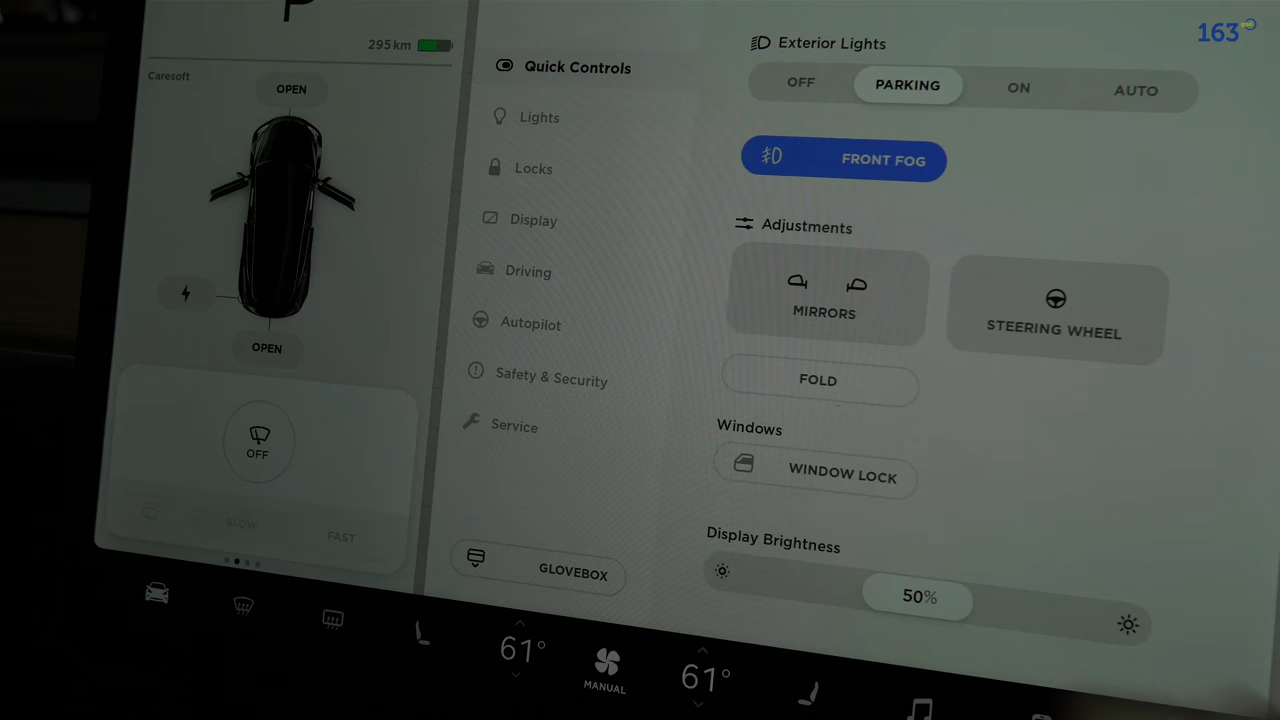 P
295 km
Caresoft
OPEN
OPEN
OFF
SLOW
FAST
Quick Controls
Lights
Locks
Display
Driving
Autopilot
Safety & Security
Service
GLOVEBOX
Exterior Lights
OFF PARKING ON AUTO
FRONT FOG
Adjustments
MIRRORS
STEERING WHEEL
FOLD
Windows
WINDOW LOCK
Display Brightness
50%
61°
MANUAL
61°
163